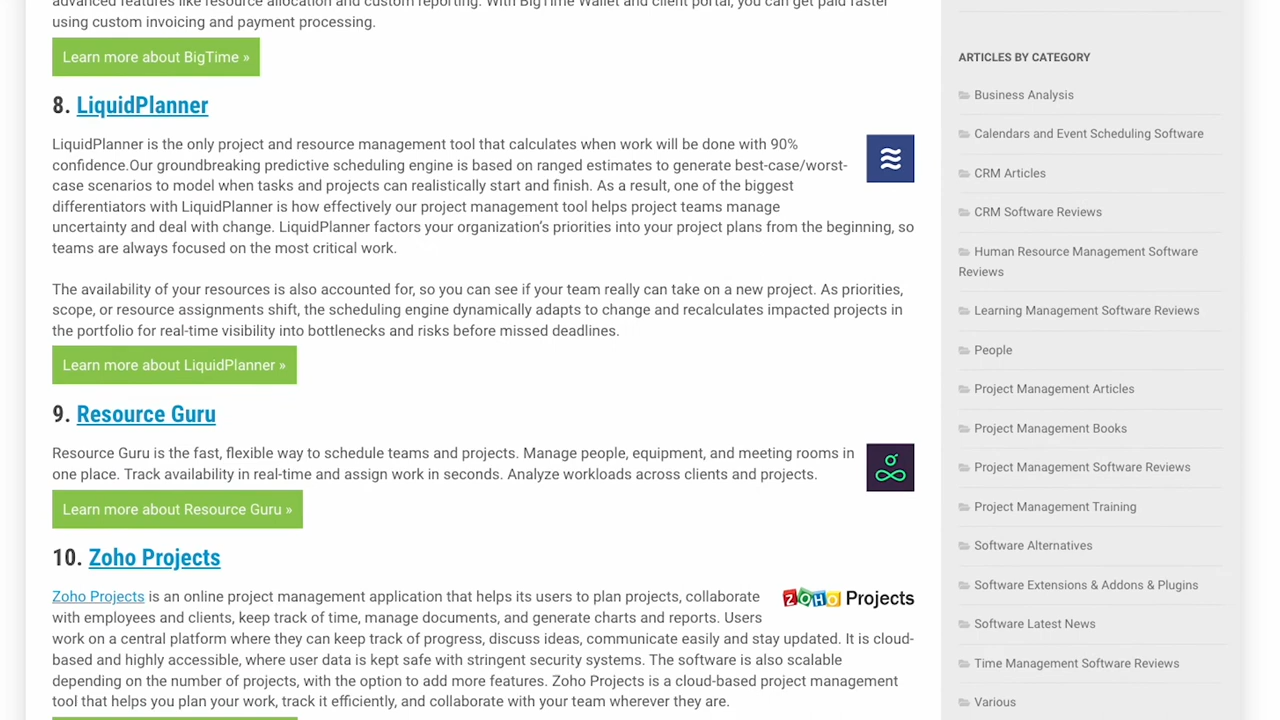 advanced features like resource allocation and custom reporting. With BigTime Wallet and client portal, you can get paid faster
using custom invoicing and payment processing.
Learn more about BigTime »
8. LiquidPlanner
LiquidPlanner is the only project and resource management tool that calculates when work will be done with 90%
confidence.Our groundbreaking predictive scheduling engine is based on ranged estimates to generate best-case/worst-
case scenarios to model when tasks and projects can realistically start and finish. As a result, one of the biggest
differentiators with LiquidPlanner is how effectively our project management tool helps project teams manage
uncertainty and deal with change. LiquidPlanner factors your organization’s priorities into your project plans from the beginning, so
teams are always focused on the most critical work.
The availability of your resources is also accounted for, so you can see if your team really can take on a new project. As priorities,
scope, or resource assignments shift, the scheduling engine dynamically adapts to change and recalculates impacted projects in
the portfolio for real-time visibility into bottlenecks and risks before missed deadlines.
Learn more about LiquidPlanner »
9. Resource Guru
Resource Guru is the fast, flexible way to schedule teams and projects. Manage people, equipment, and meeting rooms in
one place. Track availability in real-time and assign work in seconds. Analyze workloads across clients and projects.
Learn more about Resource Guru »
10. Zoho Projects
Zoho Projects is an online project management application that helps its users to plan projects, collaborate
with employees and clients, keep track of time, manage documents, and generate charts and reports. Users
work on a central platform where they can keep track of progress, discuss ideas, communicate easily and stay updated. It is cloud-
based and highly accessible, where user data is kept safe with stringent security systems. The software is also scalable
depending on the number of projects, with the option to add more features. Zoho Projects is a cloud-based project management
tool that helps you plan your work, track it efficiently, and collaborate with your team wherever they are.
ZOHO Projects
ARTICLES BY CATEGORY
Business Analysis
Calendars and Event Scheduling Software
CRM Articles
CRM Software Reviews
Human Resource Management Software
Reviews
Learning Management Software Reviews
People
Project Management Articles
Project Management Books
Project Management Software Reviews
Project Management Training
Software Alternatives
Software Extensions & Addons & Plugins
Software Latest News
Time Management Software Reviews
Various